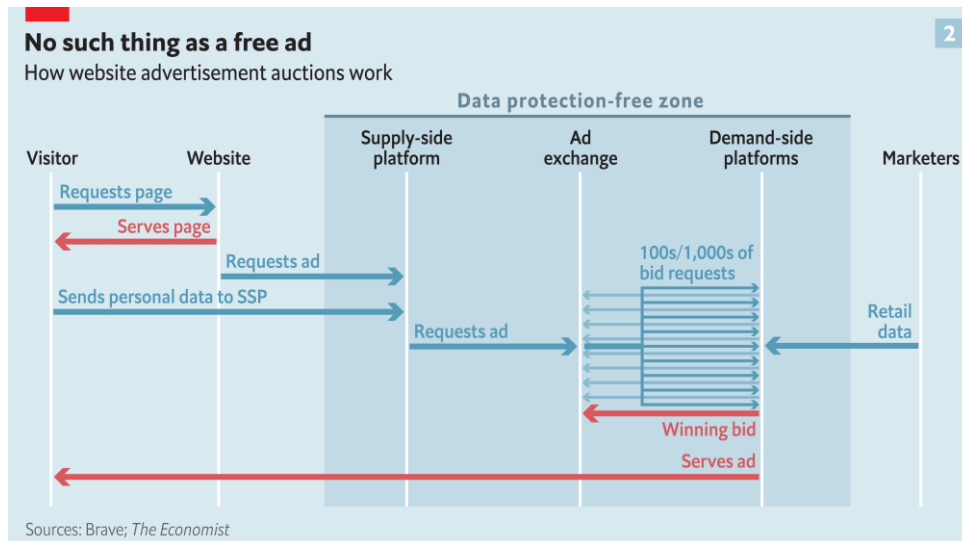 No such thing as a free ad
2
How website advertisement auctions work
Data protection-free zone
Visitor
Website
Supply-side
platform
Ad
exchange
Demand-side
platforms
Marketers
Requests page
Serves page
Requests ad
Sends personal data to SSP
Requests ad
100s/1,000s of
bid requests
Retail
data
Winning bid
Serves ad
Sources: Brave; The Economist